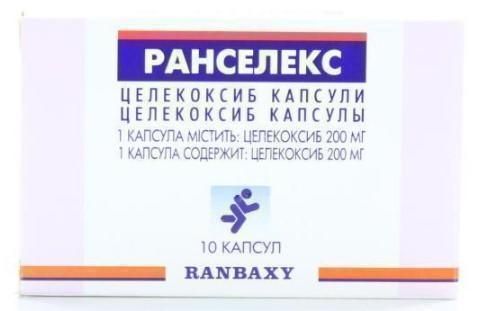 РАНСЕЛЕКС
ЦЕЛЕКОКСИБ КАПСУЛИ
ЦЕЛЕКОКСИБ КАПСУЛЫ
1 КАПСУЛА МІСТИТЬ: ЦЕЛЕКОКСИБ 200 МГ
1 КАПСУЛА СОДЕРЖИТ: ЦЕЛЕКОКСИБ 200 МГ
10 КАПСУЛ
RANBAXY